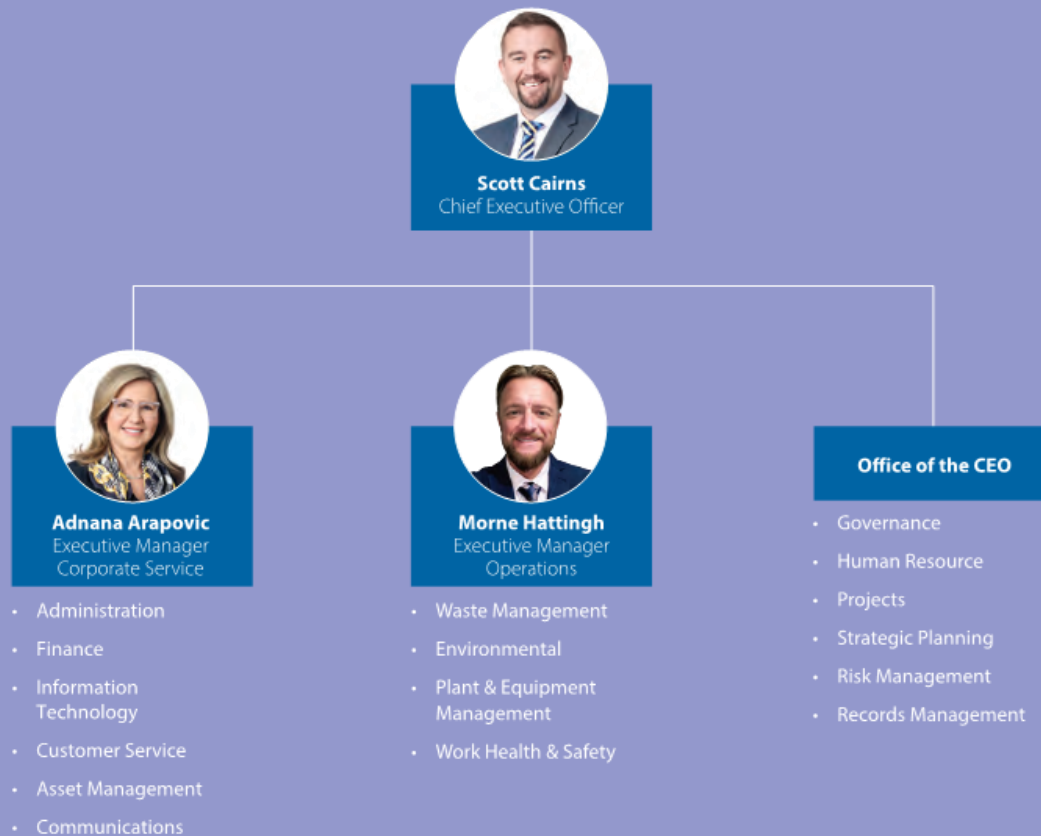 Scott Cairns
Chief Executive Officer
Adnana Arapovic
Executive Manager
Corporate Service
• Administration
• Finance
• Information
Technology
• Customer Service
• Asset Management
• Communications
Morne Hattingh
Executive Manager
Operations
• Waste Management
• Environmental
• Plant & Equipment
Management
• Work Health & Safety
Office of the CEO
• Governance
• Human Resource
• Projects
• Strategic Planning
• Risk Management
• Records Management